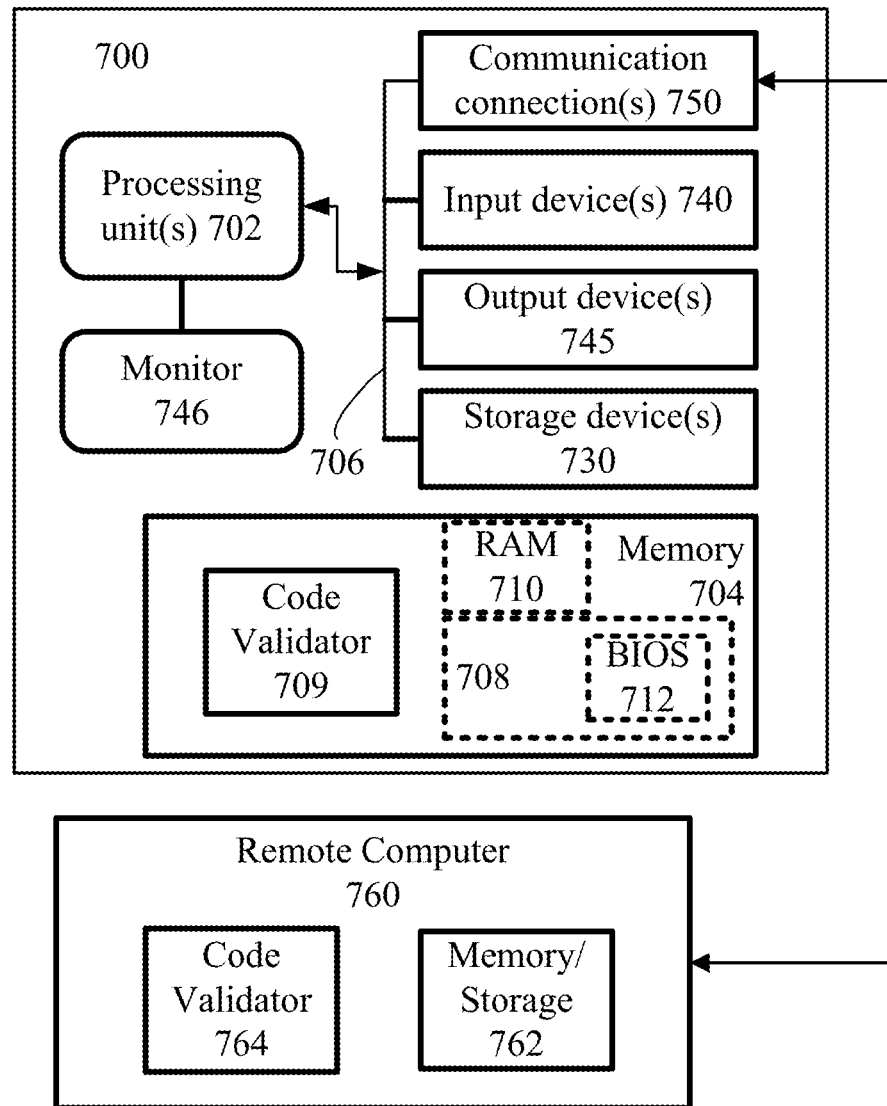 700
Communication
connection(s) 750
Processing
unit(s) 702
Input device(s) 740
Output device(s)
745
Monitor
746
706
Storage device(s)
730
RAM
710
Memory
704
Code
Validator
709
708
BIOS
712
Remote Computer
760
Code
Validator
764
Memory/
Storage
762